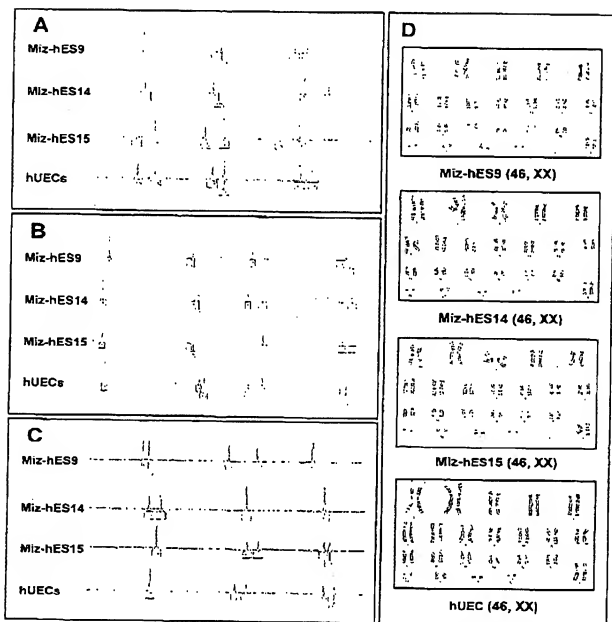 A
Miz-hES9
Miz-hES14
Miz-hES15
hUECs
B
Miz-hES9
Miz-hES14
Miz-hES15
hUECs
C
Miz-hES9
Miz-hES14
Miz-hES15
hUECs
D
Miz-hES9 (46, XX)
Miz-hES14 (46, XX)
Miz-hES15 (46, XX)
hUEC (46, XX)